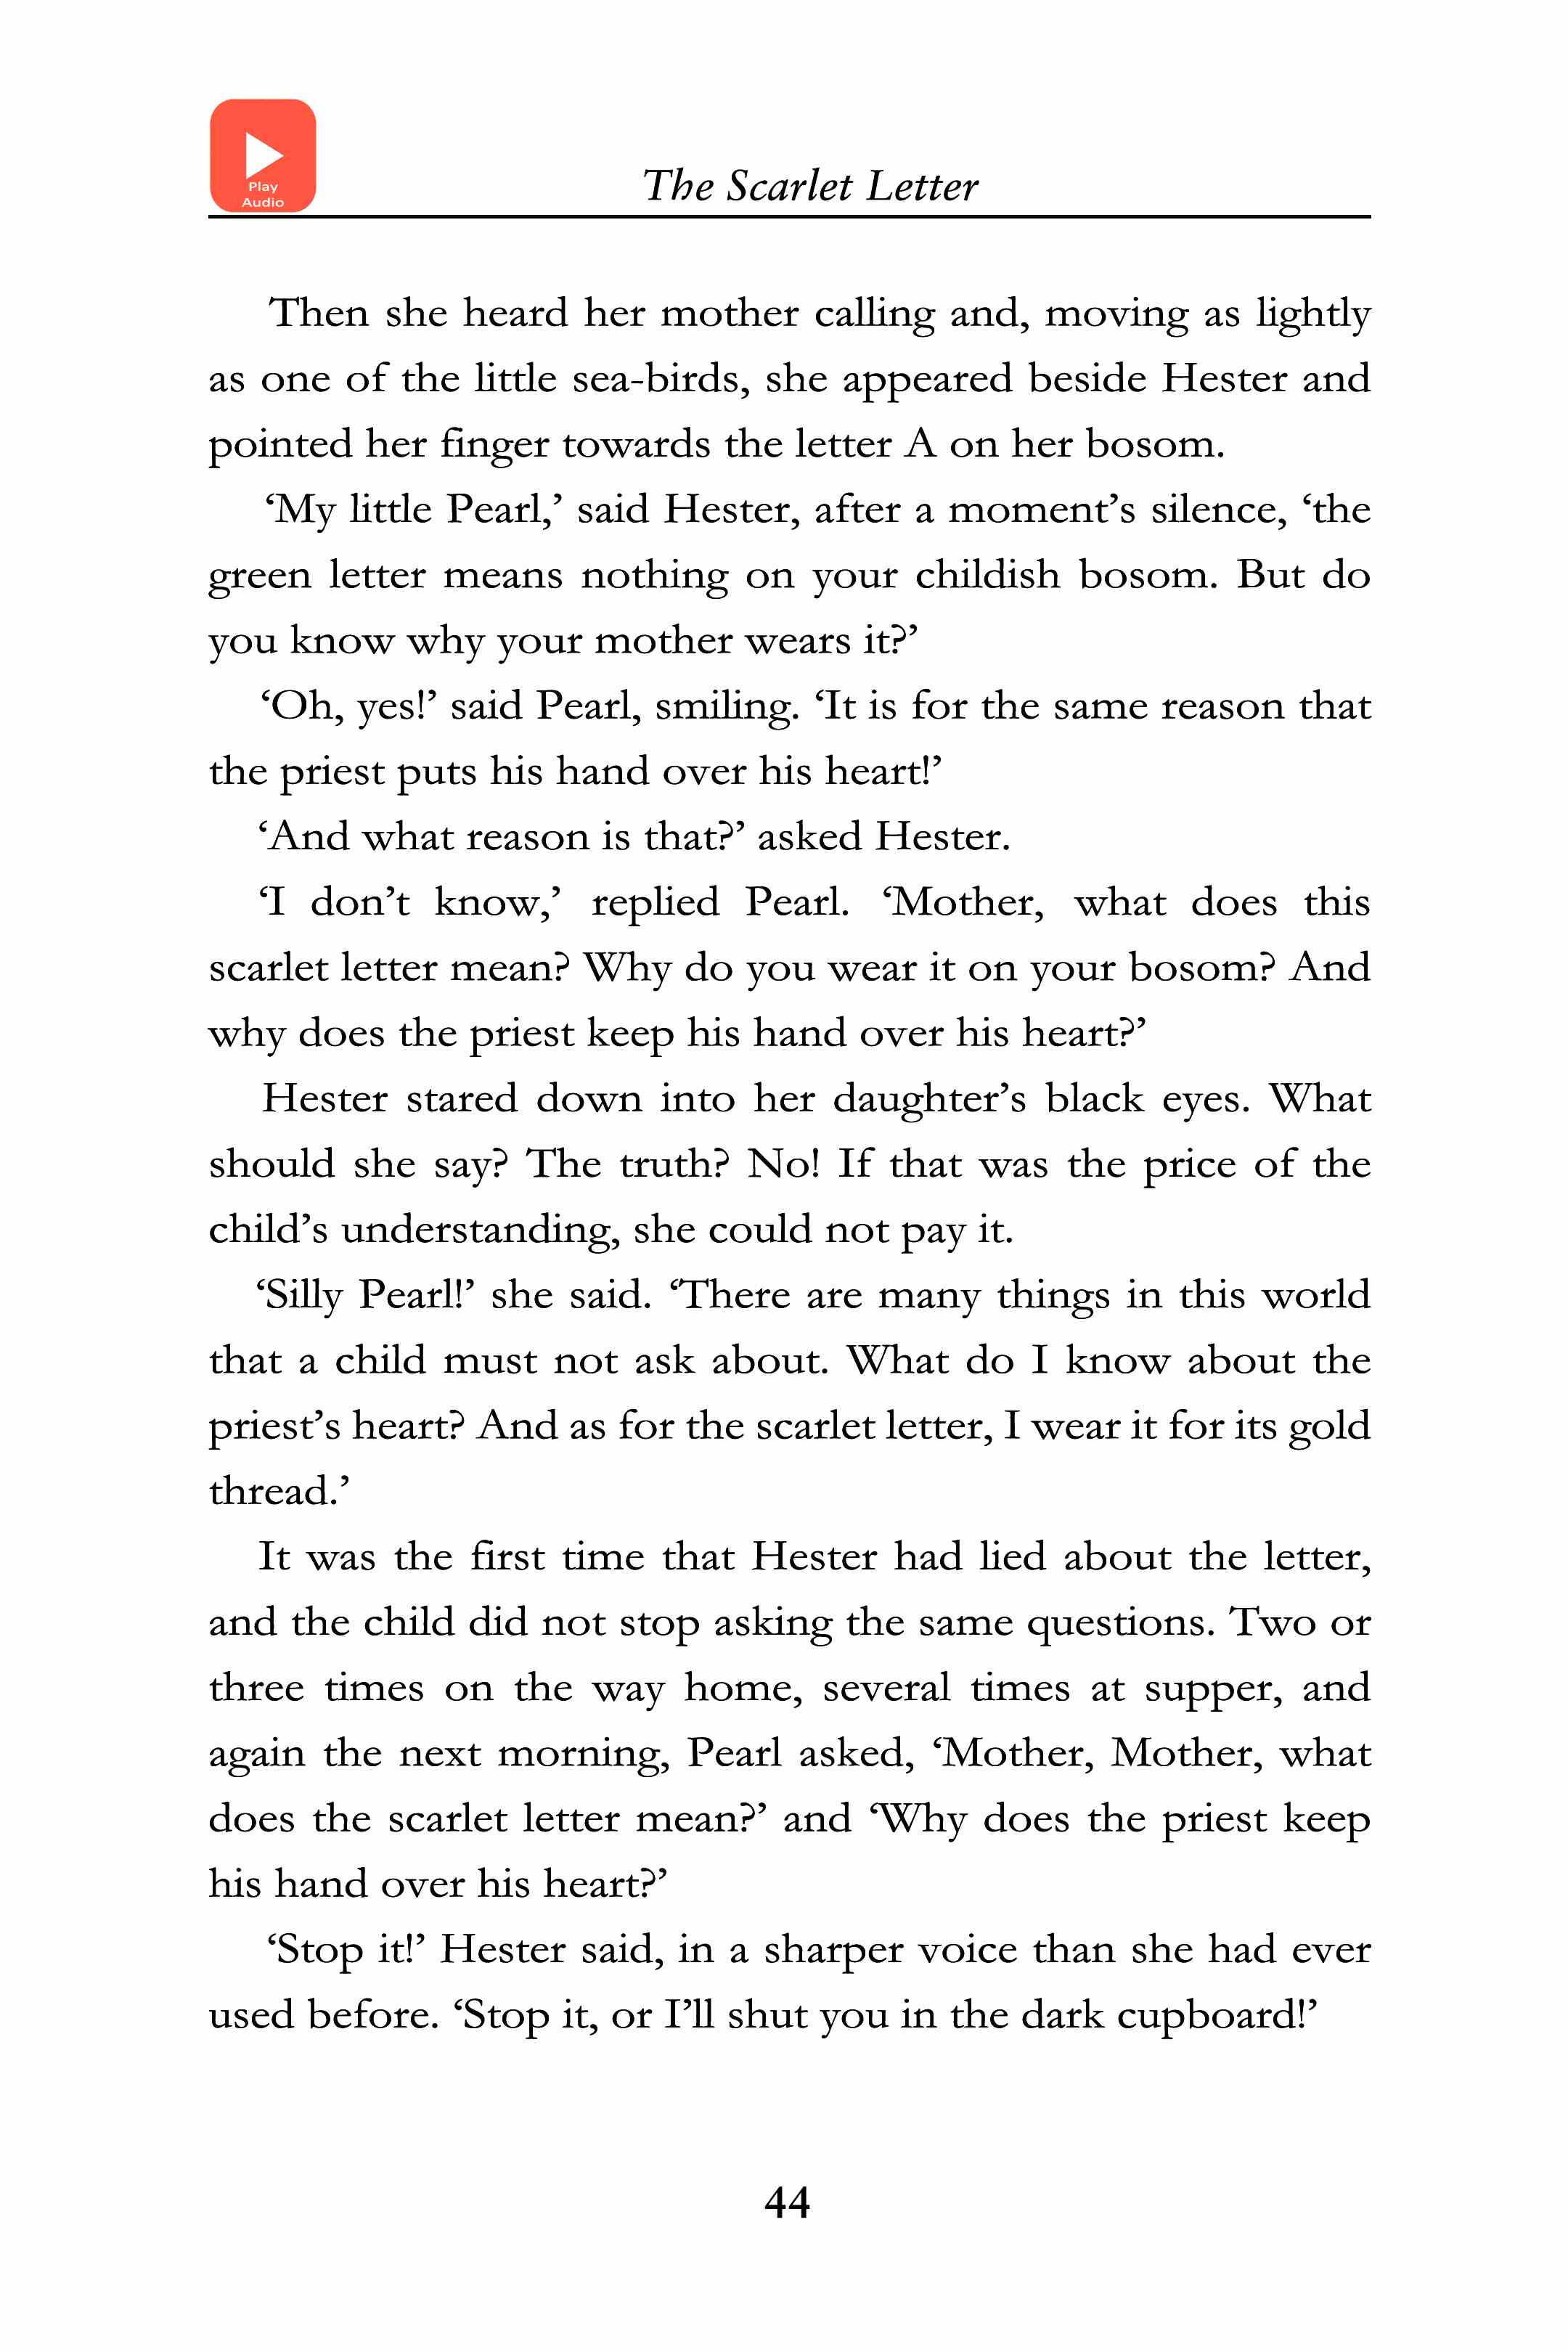 Play
Audio
The Scarlet Letter
Then she heard her mother calling and, moving as lightly
as one of the little sea-birds, she appeared beside Hester and
pointed her finger towards the letter A on her bosom.
‘My little Pearl,’ said Hester, after a moment’s silence, ‘the
green letter means nothing on your childish bosom. But do
you know why your mother wears it?’
‘Oh, yes!’ said Pearl, smiling. ‘It is for the same reason that
the priest puts his hand over his heart!’
‘And what reason is that?’ asked Hester.
‘I don’t know,’ replied Pearl. ‘Mother, what does this
scarlet letter mean? Why do you wear it on your bosom? And
why does the priest keep his hand over his heart?’
Hester stared down into her daughter’s black eyes. What
should she say? The truth? No! If that was the price of the
child’s understanding, she could not pay it.
‘Silly Pearl!’ she said. ‘There are many things in this world
that a child must not ask about. What do I know about the
priest’s heart? And as for the scarlet letter, I wear it for its gold
thread.’
It was the first time that Hester had lied about the letter,
and the child did not stop asking the same questions. Two or
three times on the way home, several times at supper, and
again the next morning, Pearl asked, ‘Mother, Mother, what
does the scarlet letter mean?’ and ‘Why does the priest keep
his hand over his heart?’
‘Stop it!’ Hester said, in a sharper voice than she had ever
used before. ‘Stop it, or I’ll shut you in the dark cupboard!’
44